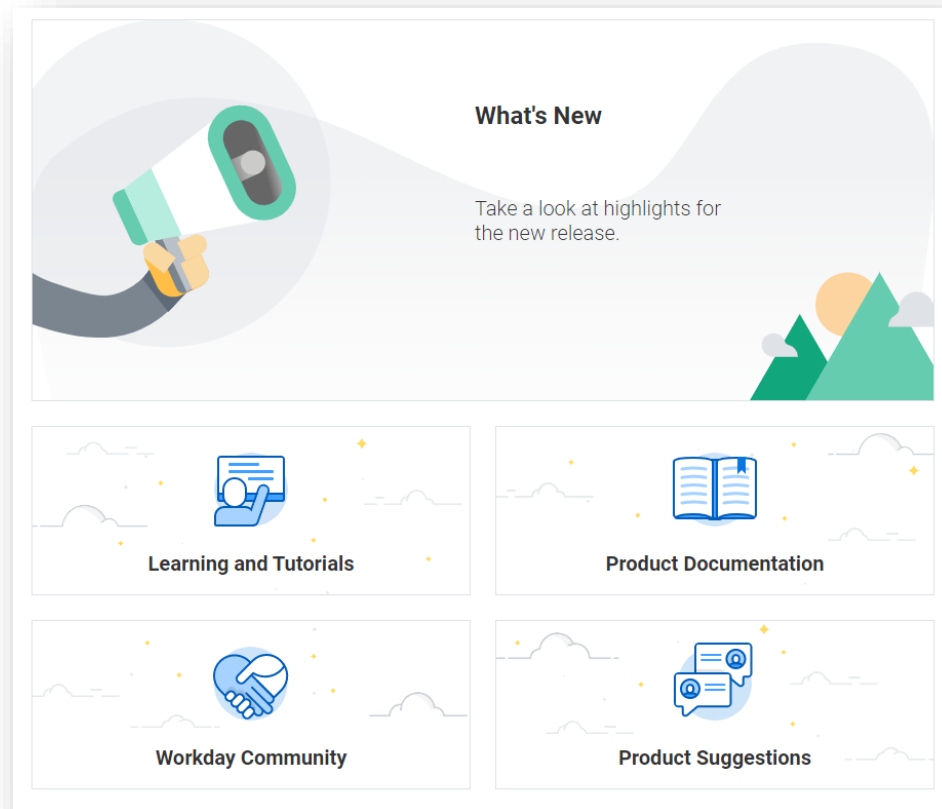 What's New
Take a look at highlights for
the new release.
Learning and Tutorials
Product Documentation
Workday Community
Product Suggestions